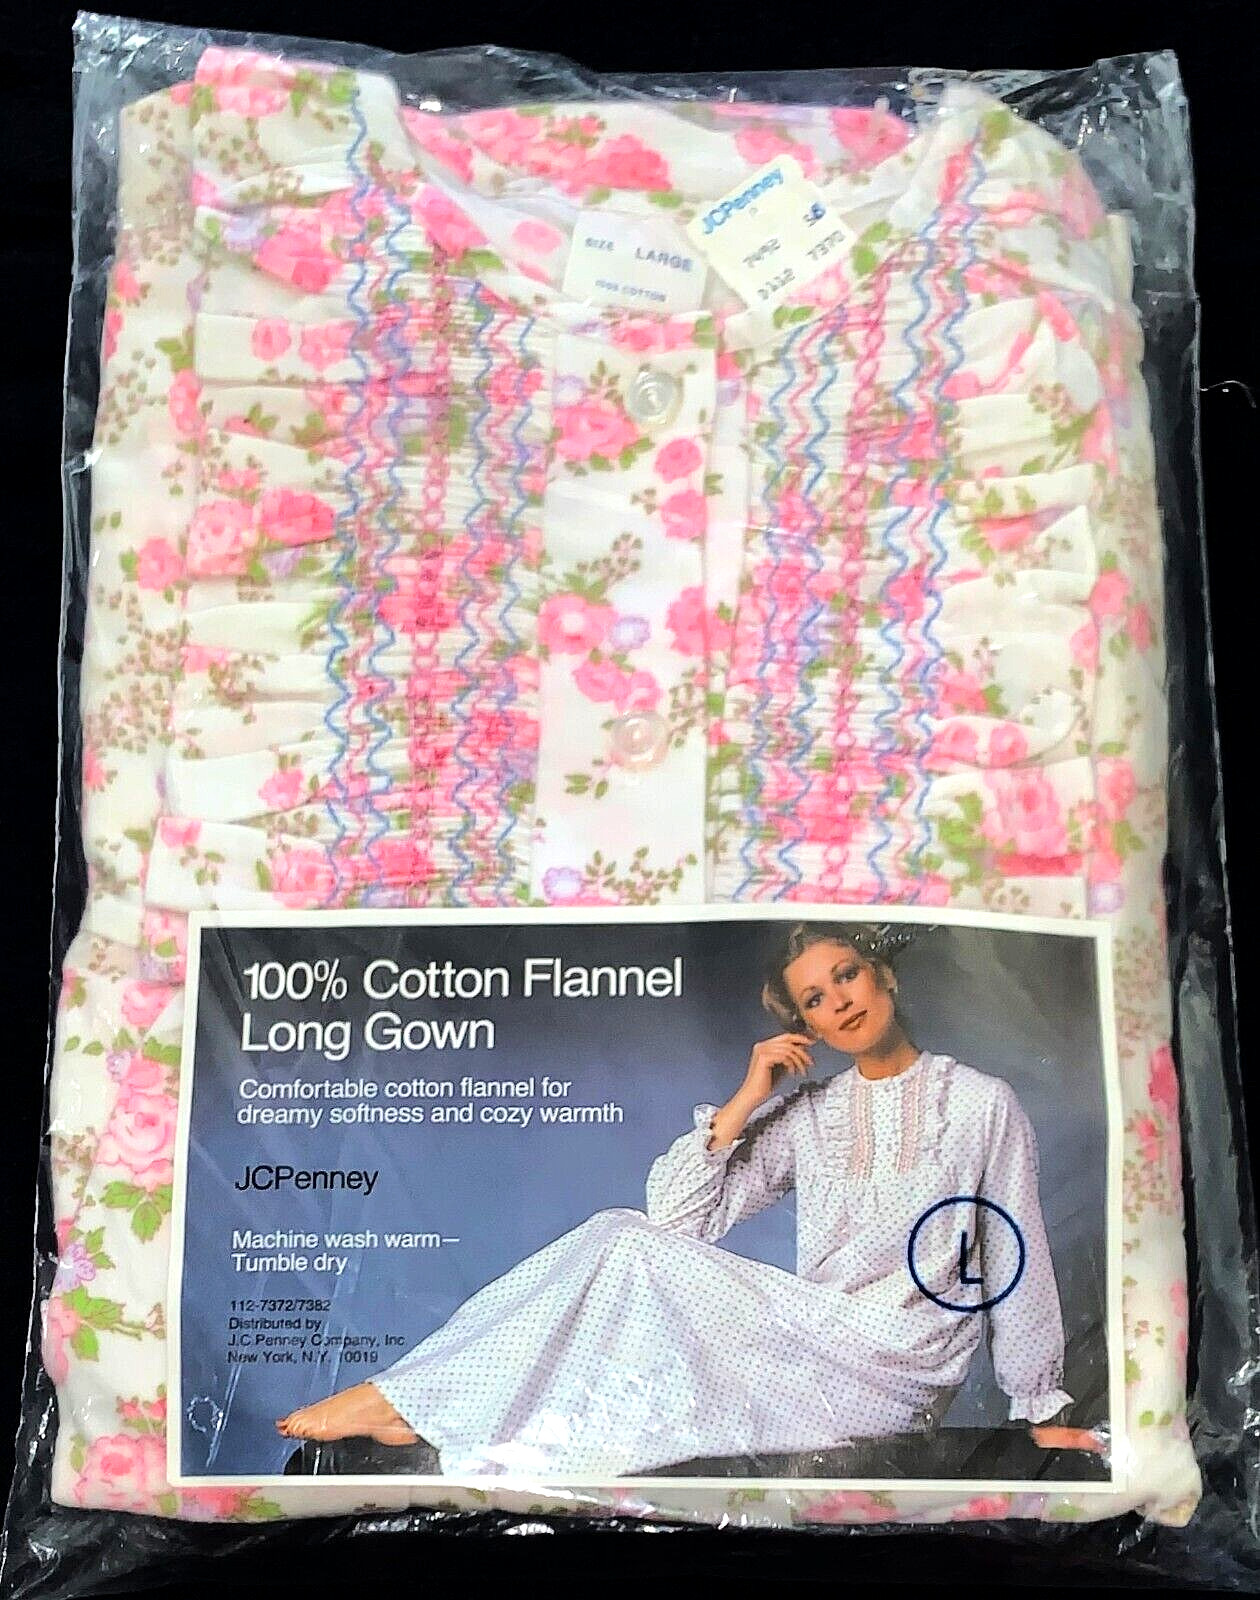 JCPenney
SIZE LARGE
100% COTTON
100% Cotton Flannel
Long Gown
Comfortable cotton flannel for
dreamy softness and cozy warmth
JCPenney
Machine wash warm—
Tumble dry
112-7372/7382
Distributed by
J.C. Penney Company, Inc
New York, N.Y. 10019
L